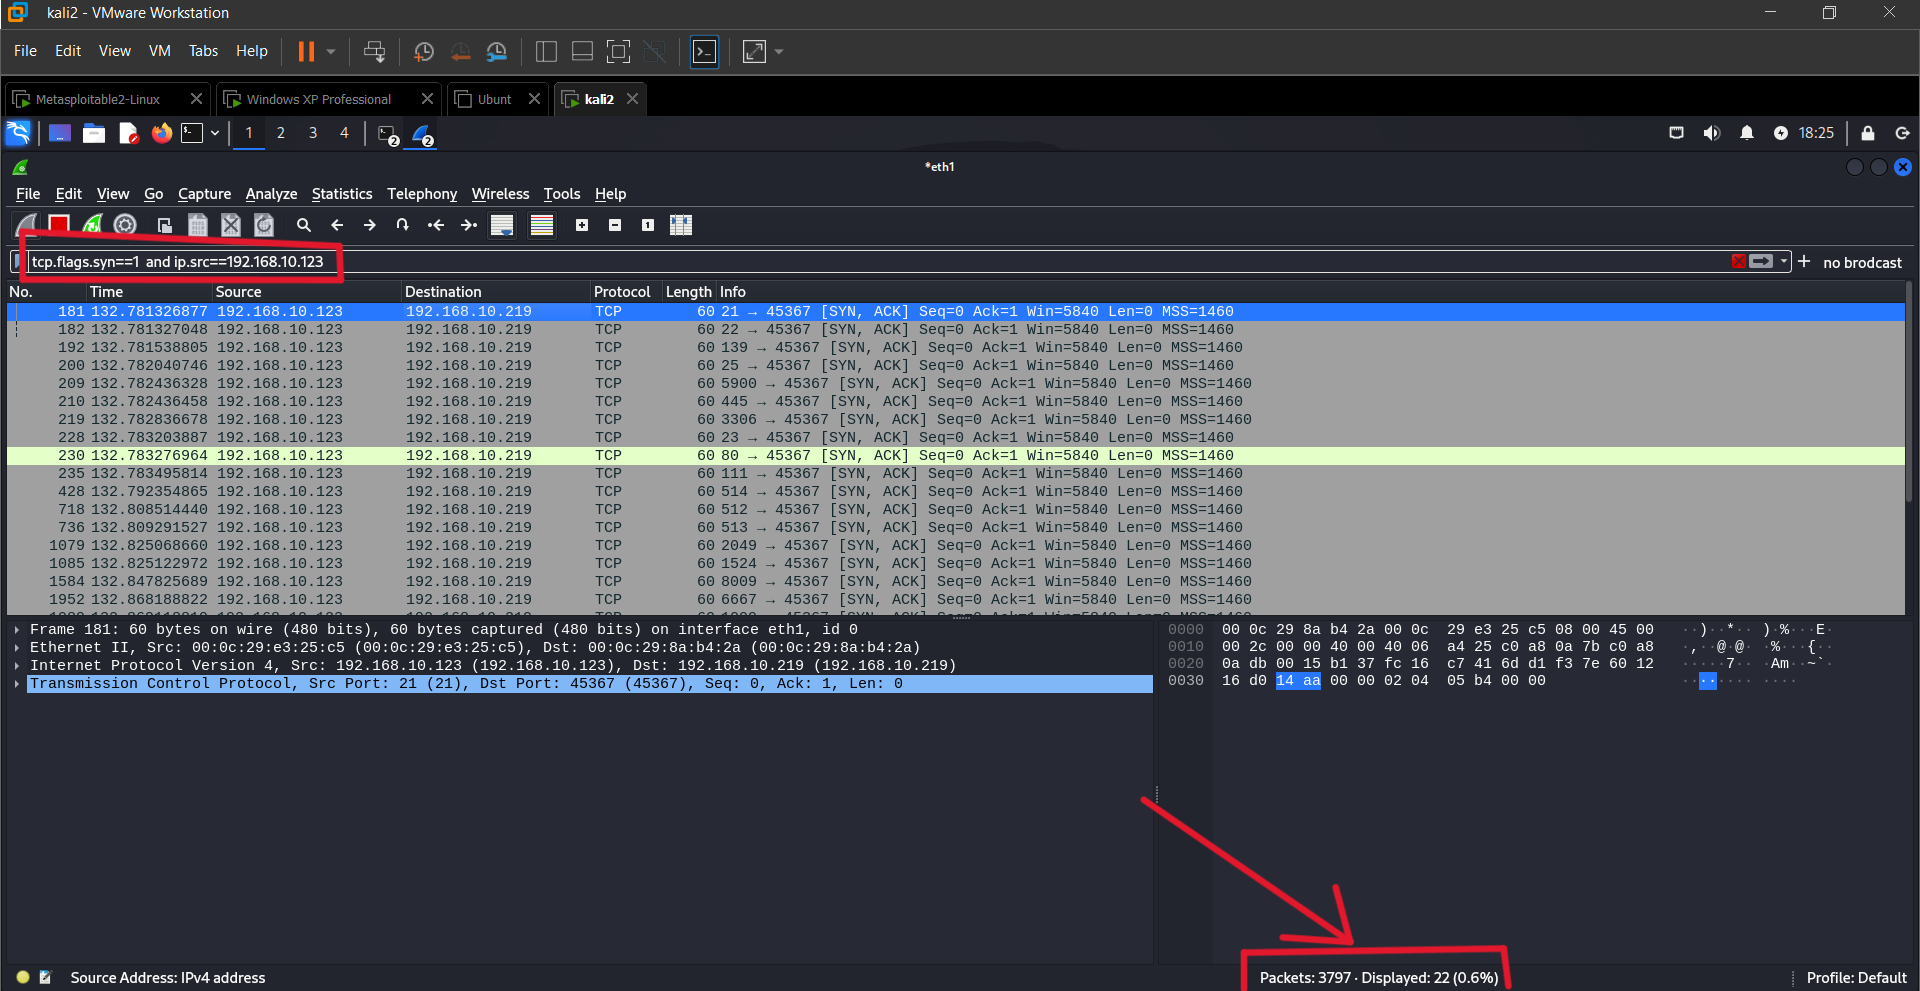 kali2 - VMware Workstation
File Edit View VM Tabs Help
Metasploitable2-Linux Windows XP Professional Ubunt kali2
1 2 3 4 2 2 18:25
*eth1
File Edit View Go Capture Analyze Statistics Telephony Wireless Tools Help
tcp.flags.syn==1 and ip.src==192.168.10.123 no brodcast
No. Time Source Destination Protocol Length Info
181 132.781326877 192.168.10.123 192.168.10.219 TCP 60 21 → 45367 [SYN, ACK] Seq=0 Ack=1 Win=5840 Len=0 MSS=1460
182 132.781327048 192.168.10.123 192.168.10.219 TCP 60 22 → 45367 [SYN, ACK] Seq=0 Ack=1 Win=5840 Len=0 MSS=1460
192 132.781538805 192.168.10.123 192.168.10.219 TCP 60 139 → 45367 [SYN, ACK] Seq=0 Ack=1 Win=5840 Len=0 MSS=1460
200 132.782040746 192.168.10.123 192.168.10.219 TCP 60 25 → 45367 [SYN, ACK] Seq=0 Ack=1 Win=5840 Len=0 MSS=1460
209 132.782436328 192.168.10.123 192.168.10.219 TCP 60 5900 → 45367 [SYN, ACK] Seq=0 Ack=1 Win=5840 Len=0 MSS=1460
210 132.782436458 192.168.10.123 192.168.10.219 TCP 60 445 → 45367 [SYN, ACK] Seq=0 Ack=1 Win=5840 Len=0 MSS=1460
219 132.782836678 192.168.10.123 192.168.10.219 TCP 60 3306 → 45367 [SYN, ACK] Seq=0 Ack=1 Win=5840 Len=0 MSS=1460
228 132.783203887 192.168.10.123 192.168.10.219 TCP 60 23 → 45367 [SYN, ACK] Seq=0 Ack=1 Win=5840 Len=0 MSS=1460
230 132.783276964 192.168.10.123 192.168.10.219 TCP 60 80 → 45367 [SYN, ACK] Seq=0 Ack=1 Win=5840 Len=0 MSS=1460
235 132.783495814 192.168.10.123 192.168.10.219 TCP 60 111 → 45367 [SYN, ACK] Seq=0 Ack=1 Win=5840 Len=0 MSS=1460
428 132.792354865 192.168.10.123 192.168.10.219 TCP 60 514 → 45367 [SYN, ACK] Seq=0 Ack=1 Win=5840 Len=0 MSS=1460
718 132.808514440 192.168.10.123 192.168.10.219 TCP 60 512 → 45367 [SYN, ACK] Seq=0 Ack=1 Win=5840 Len=0 MSS=1460
736 132.809291527 192.168.10.123 192.168.10.219 TCP 60 513 → 45367 [SYN, ACK] Seq=0 Ack=1 Win=5840 Len=0 MSS=1460
1079 132.825068660 192.168.10.123 192.168.10.219 TCP 60 2049 → 45367 [SYN, ACK] Seq=0 Ack=1 Win=5840 Len=0 MSS=1460
1085 132.825122972 192.168.10.123 192.168.10.219 TCP 60 1524 → 45367 [SYN, ACK] Seq=0 Ack=1 Win=5840 Len=0 MSS=1460
1584 132.847825689 192.168.10.123 192.168.10.219 TCP 60 8009 → 45367 [SYN, ACK] Seq=0 Ack=1 Win=5840 Len=0 MSS=1460
1952 132.868188822 192.168.10.123 192.168.10.219 TCP 60 6667 → 45367 [SYN, ACK] Seq=0 Ack=1 Win=5840 Len=0 MSS=1460
Frame 181: 60 bytes on wire (480 bits), 60 bytes captured (480 bits) on interface eth1, id 0
Ethernet II, Src: 00:0c:29:e3:25:c5 (00:0c:29:e3:25:c5), Dst: 00:0c:29:8a:b4:2a (00:0c:29:8a:b4:2a)
Internet Protocol Version 4, Src: 192.168.10.123 (192.168.10.123), Dst: 192.168.10.219 (192.168.10.219)
Transmission Control Protocol, Src Port: 21 (21), Dst Port: 45367 (45367), Seq: 0, Ack: 1, Len: 0
0000 00 0c 29 8a b4 2a 00 0c 29 e3 25 c5 08 00 45 00 ··)··*·· )·%···E·
0010 00 2c 00 00 40 00 40 06 a4 25 c0 a8 0a 7b c0 a8 ·,··@·@· ·%···{··
0020 0a db 00 15 b1 37 fc 16 c7 41 6d d1 f3 7e 60 12 ·····7·· ·Am··~`·
0030 16 d0 14 aa 00 00 02 04 05 b4 00 00 ········ ····
Source Address: IPv4 address Packets: 3797 · Displayed: 22 (0.6%) Profile: Default